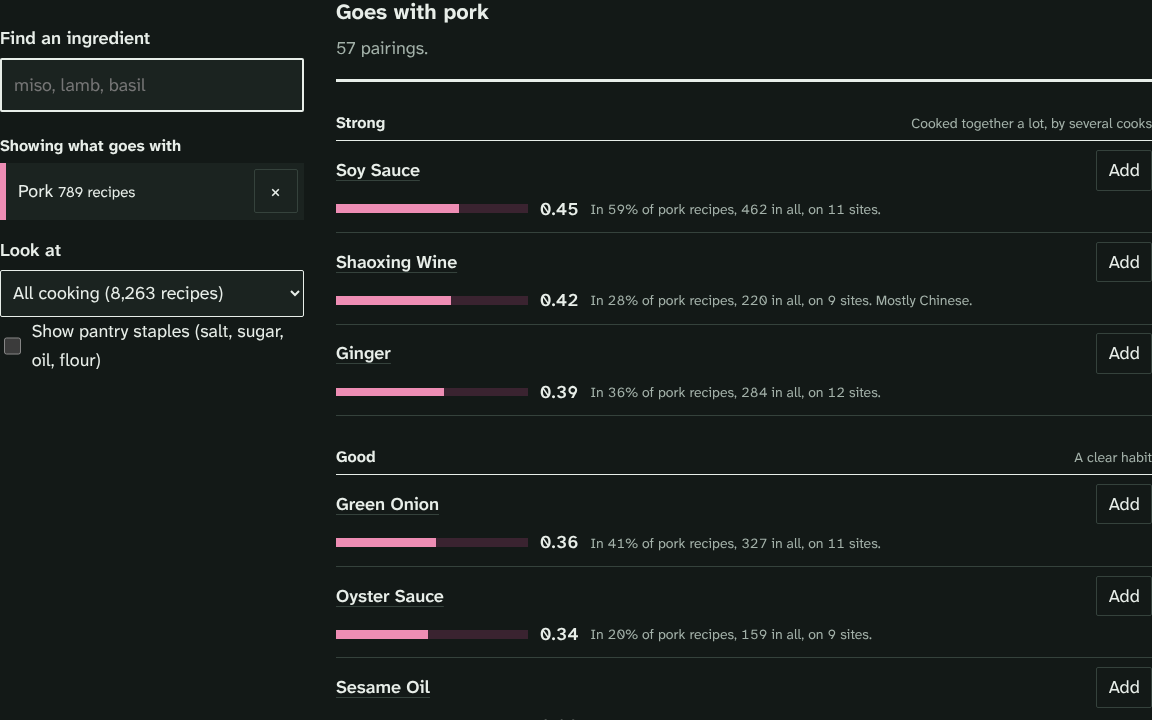 Find an ingredient
miso, lamb, basil
Showing what goes with
Pork 789 recipes
×
Look at
All cooking (8,263 recipes)
Show pantry staples (salt, sugar,
oil, flour)
Goes with pork
57 pairings.
Strong
Cooked together a lot, by several cooks
Soy Sauce
Add
0.45 In 59% of pork recipes, 462 in all, on 11 sites.
Shaoxing Wine
Add
0.42 In 28% of pork recipes, 220 in all, on 9 sites. Mostly Chinese.
Ginger
Add
0.39 In 36% of pork recipes, 284 in all, on 12 sites.
Good
A clear habit
Green Onion
Add
0.36 In 41% of pork recipes, 327 in all, on 11 sites.
Oyster Sauce
Add
0.34 In 20% of pork recipes, 159 in all, on 9 sites.
Sesame Oil
Add